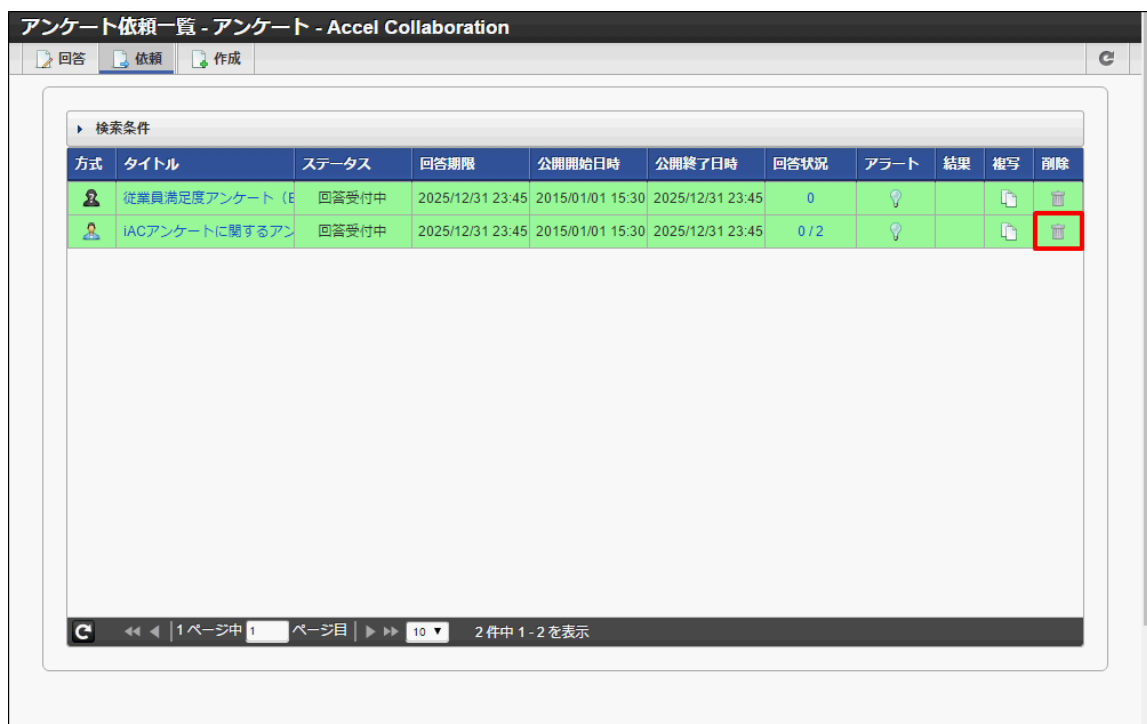 アンケート依頼一覧 - アンケート - Accel Collaboration
回答 依頼 作成
検索条件
方式 タイトル ステータス 回答期限 公開開始日時 公開終了日時 回答状況 アラート 結果 複写 削除
従業員満足度アンケート（E 回答受付中 2025/12/31 23:45 2015/01/01 15:30 2025/12/31 23:45 0
iACアンケートに関するアン 回答受付中 2025/12/31 23:45 2015/01/01 15:30 2025/12/31 23:45 0 / 2
1 ページ中 1 ページ目 10 2 件中 1 - 2 を表示